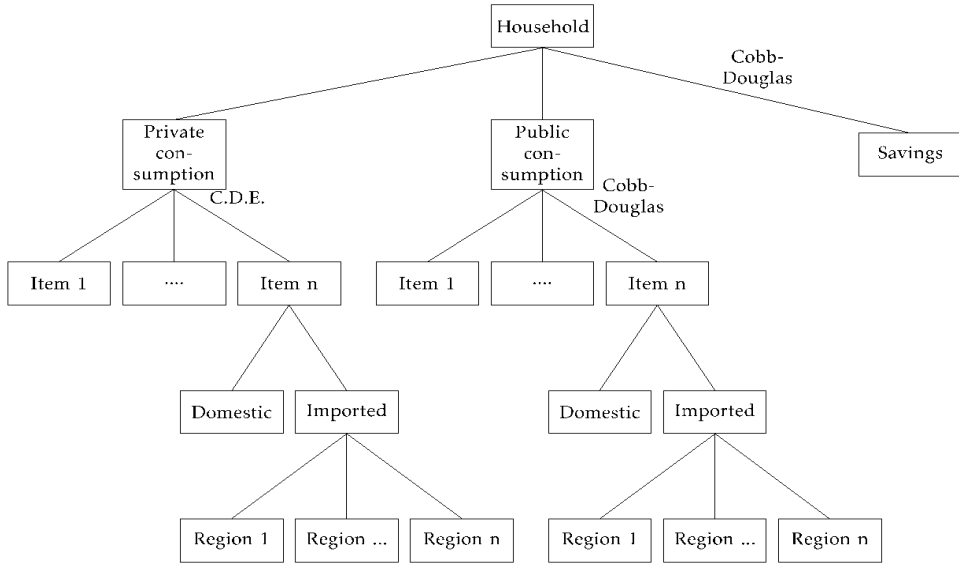 Household
Cobb-
Douglas
Private
con-
sumption
Public
con-
sumption
Savings
C.D.E.
Cobb-
Douglas
Item 1
....
Item n
Item 1
....
Item n
Domestic
Imported
Domestic
Imported
Region 1
Region ...
Region n
Region 1
Region ...
Region n